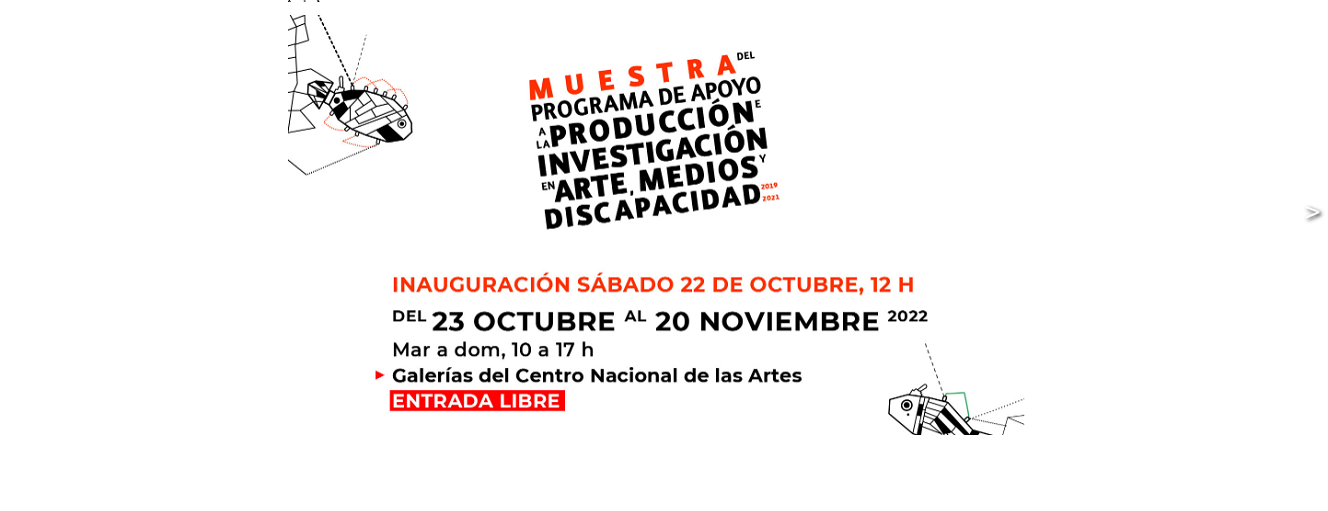 MUESTRA DEL
PROGRAMA DE APOYO
A LA PRODUCCIÓN E
INVESTIGACIÓN
EN ARTE, MEDIOS Y
DISCAPACIDAD 2019 2021
INAUGURACIÓN SÁBADO 22 DE OCTUBRE, 12 H
DEL 23 OCTUBRE AL 20 NOVIEMBRE 2022
Mar a dom, 10 a 17 h
Galerías del Centro Nacional de las Artes
ENTRADA LIBRE
>